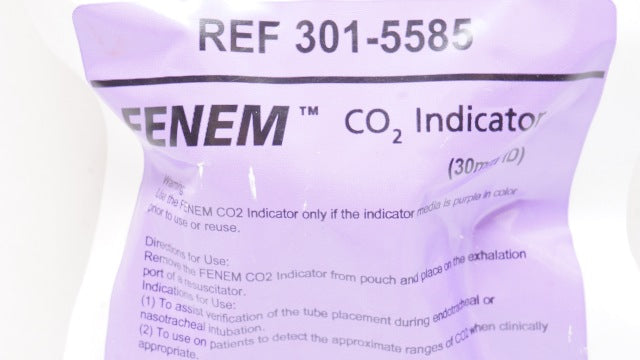 REF 301-5585
FENEM™ CO₂ Indicator
(30mm ID)
Warning
Use the FENEM CO2 Indicator only if the indicator media is purple in color
prior to use or reuse.
Directions for Use:
Remove the FENEM CO2 Indicator from pouch and place on the exhalation
port of a resuscitator.
Indications for Use:
(1) To assist verification of the tube placement during endotracheal or
nasotracheal intubation.
(2) To use on patients to detect the approximate ranges of CO2 when clinically
appropriate.